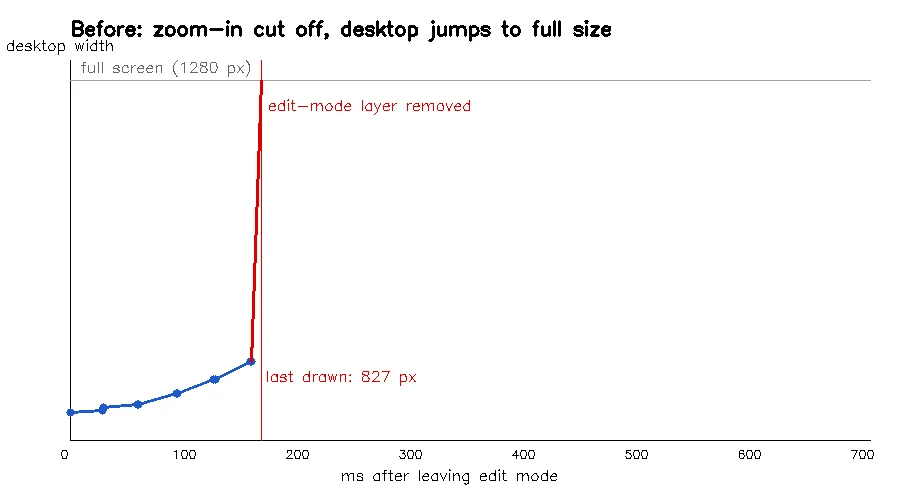 Before: zoom-in cut off, desktop jumps to full size
desktop width
full screen (1280 px)
edit-mode layer removed
last drawn: 827 px
0 100 200 300 400 500 600 700
ms after leaving edit mode